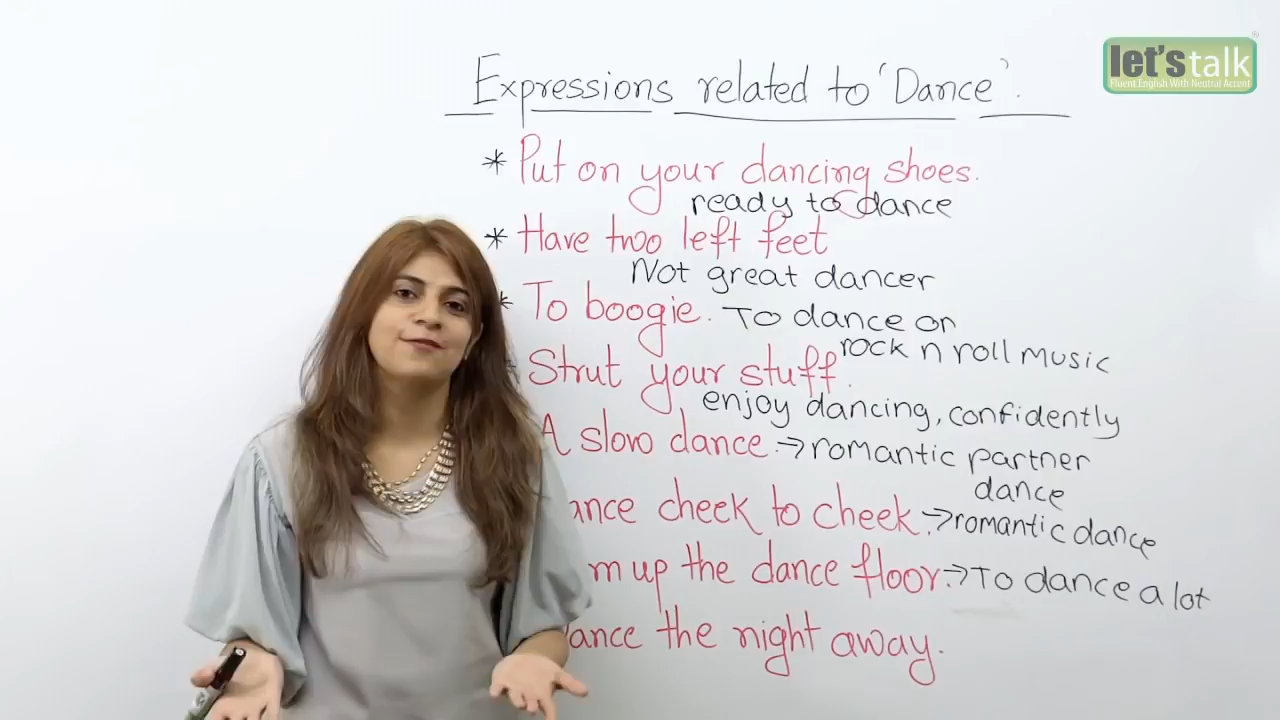 let's talk ®
Fluent English With Neutral Accent
Expressions related to 'Dance'.
* Put on your dancing shoes.
ready to dance
* Have two left feet
Not great dancer
* To boogie. To dance on
rock n roll music
* Strut your stuff.
enjoy dancing, confidently
A slow dance → romantic partner
dance
ance cheek to cheek. → romantic dance
m up the dance floor. → To dance a lot
ance the night away.